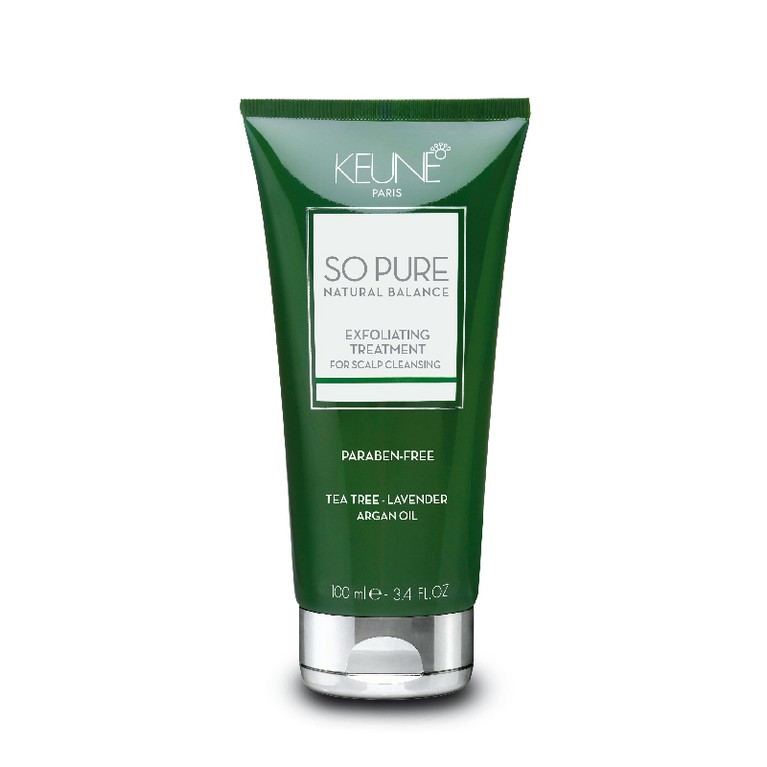 KEUNE
PARIS
SO PURE
NATURAL BALANCE
EXFOLIATING
TREATMENT
FOR SCALP CLEANSING
PARABEN-FREE
TEA TREE - LAVENDER
ARGAN OIL
100 ml e - 3.4 FL.OZ